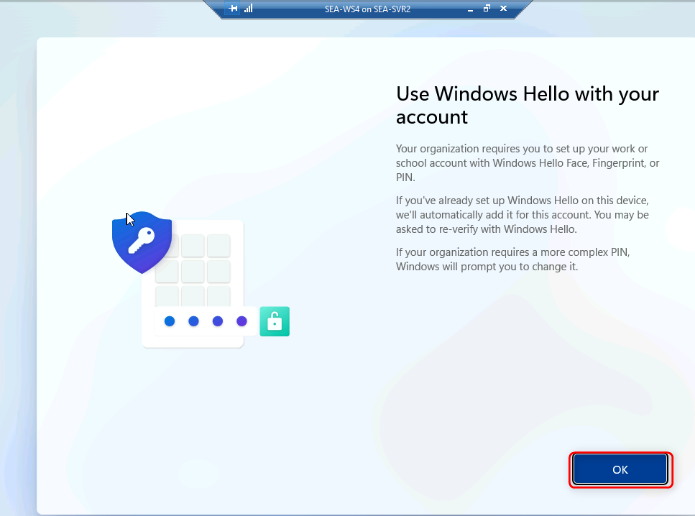 SEA-WS4 on SEA-SVR2
Use Windows Hello with your
account
Your organization requires you to set up your work or
school account with Windows Hello Face, Fingerprint, or
PIN.
If you've already set up Windows Hello on this device,
we'll automatically add it for this account. You may be
asked to re-verify with Windows Hello.
If your organization requires a more complex PIN,
Windows will prompt you to change it.
OK